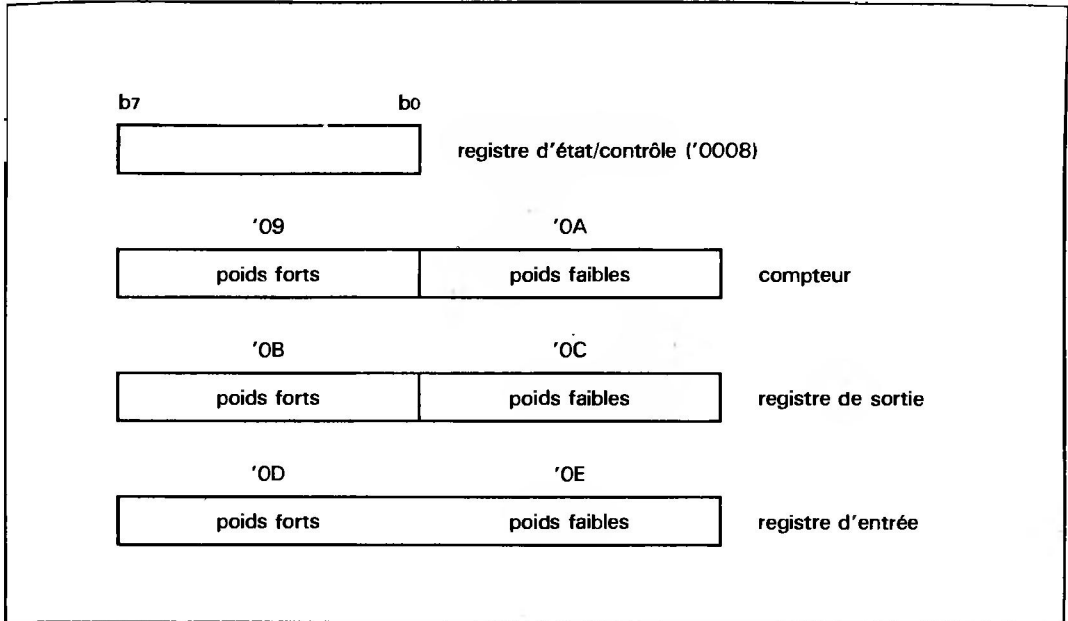 b7 b0
registre d'état/contrôle ('0008)
'09 '0A
poids forts poids faibles compteur
'0B '0C
poids forts poids faibles registre de sortie
'0D '0E
poids forts poids faibles registre d'entrée